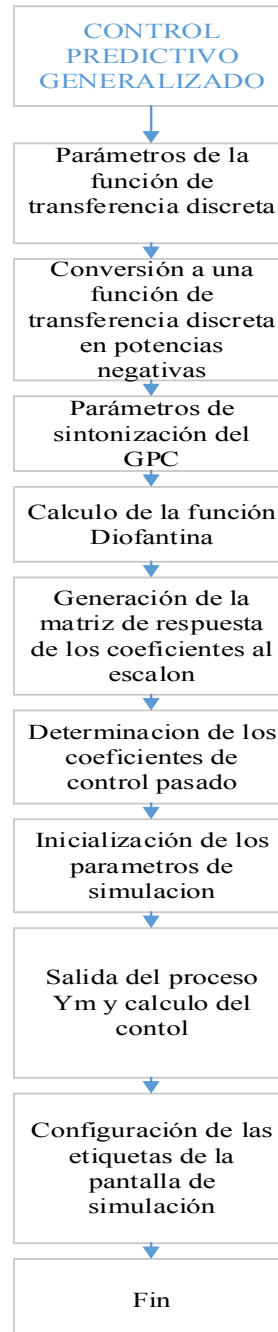 CONTROL
PREDICTIVO
GENERALIZADO
Parámetros de la
función de
transferencia discreta
Conversión a una
función de
transferencia discreta
en potencias
negativas
Parámetros de
sintonización del
GPC
Calculo de la función
Diofantina
Generación de la
matriz de respuesta
de los coeficientes al
escalon
Determinacion de los
coeficientes de
control pasado
Inicialización de los
parametros de
simulacion
Salida del proceso
Ym y calculo del
contol
Configuración de las
etiquetas de la
pantalla de
simulación
Fin